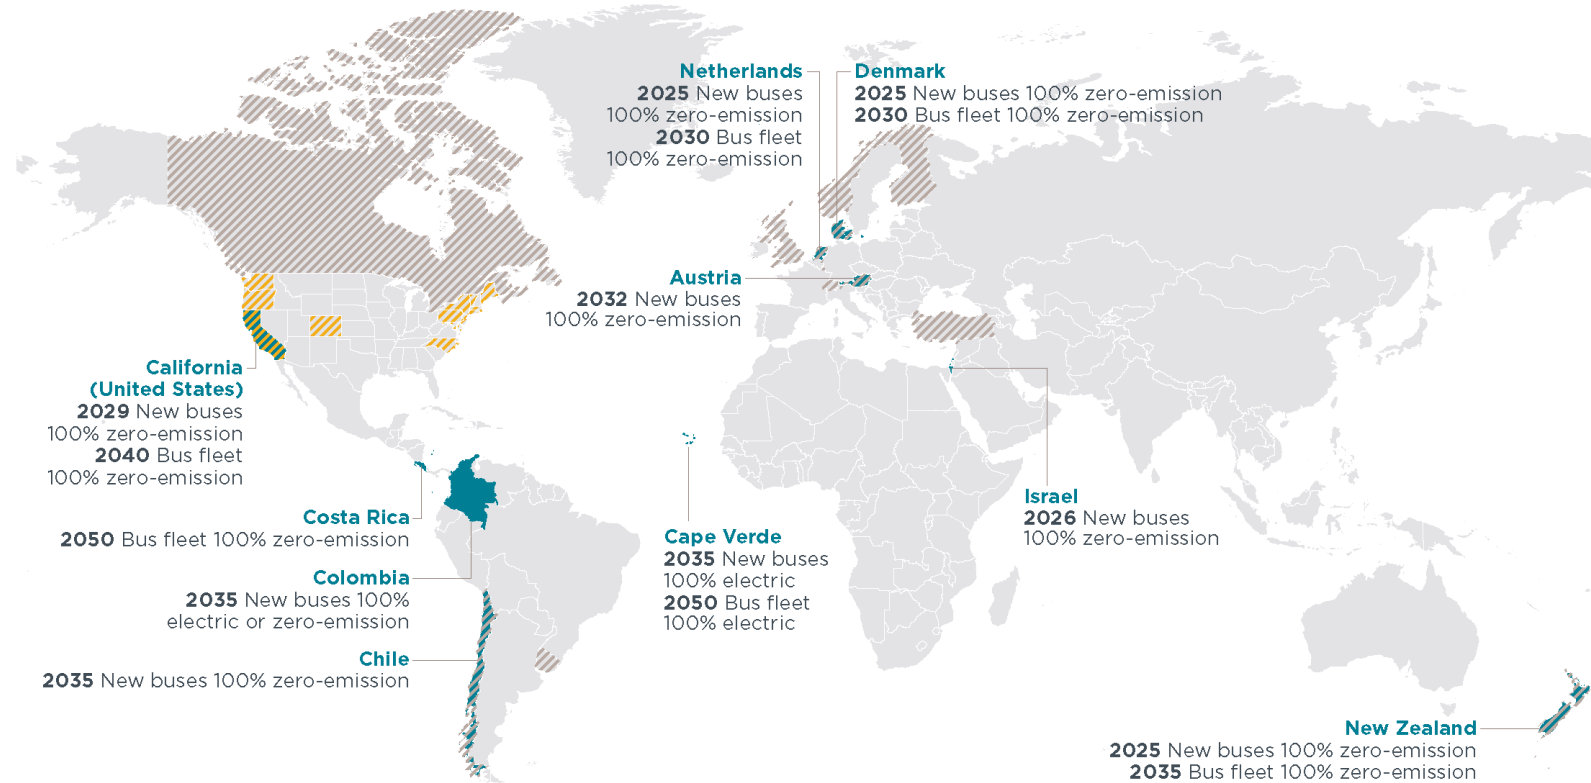 Netherlands
2025 New buses
100% zero-emission
2030 Bus fleet
100% zero-emission
Denmark
2025 New buses 100% zero-emission
2030 Bus fleet 100% zero-emission
Austria
2032 New buses
100% zero-emission
California
(United States)
2029 New buses
100% zero-emission
2040 Bus fleet
100% zero-emission
Costa Rica
2050 Bus fleet 100% zero-emission
Colombia
2035 New buses 100%
electric or zero-emission
Chile
2035 New buses 100% zero-emission
Cape Verde
2035 New buses
100% electric
2050 Bus fleet
100% electric
Israel
2026 New buses
100% zero-emission
New Zealand
2025 New buses 100% zero-emission
2035 Bus fleet 100% zero-emission